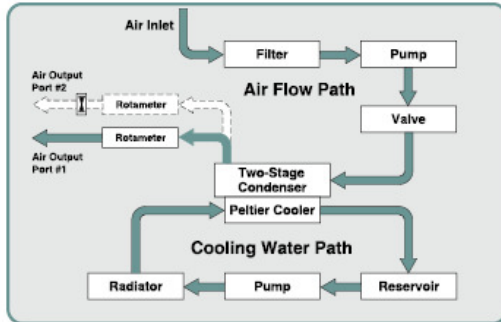 Air Inlet
Filter
Pump
Air Output
Port #2
Rotameter
Air Flow Path
Rotameter
Valve
Air Output
Port #1
Two-Stage
Condenser
Peltier Cooler
Cooling Water Path
Radiator
Pump
Reservoir